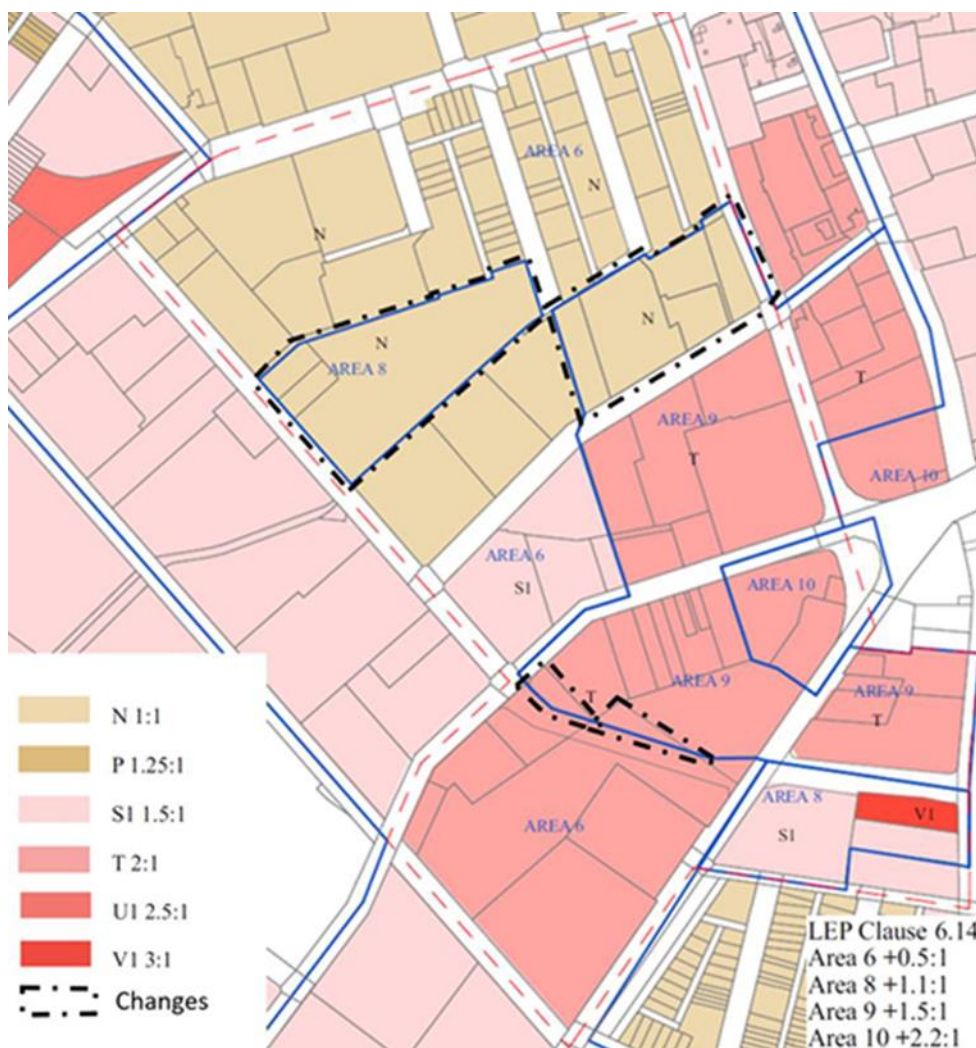 AREA 6
N
N
N
N
AREA 8
T
AREA 9
T
AREA 10
AREA 6
S1
AREA 10
T
AREA 9
AREA 9
T
AREA 8
V1
S1
AREA 6
N 1:1
P 1.25:1
S1 1.5:1
T 2:1
U1 2.5:1
V1 3:1
Changes
LEP Clause 6.14
Area 6 +0.5:1
Area 8 +1.1:1
Area 9 +1.5:1
Area 10 +2.2:1